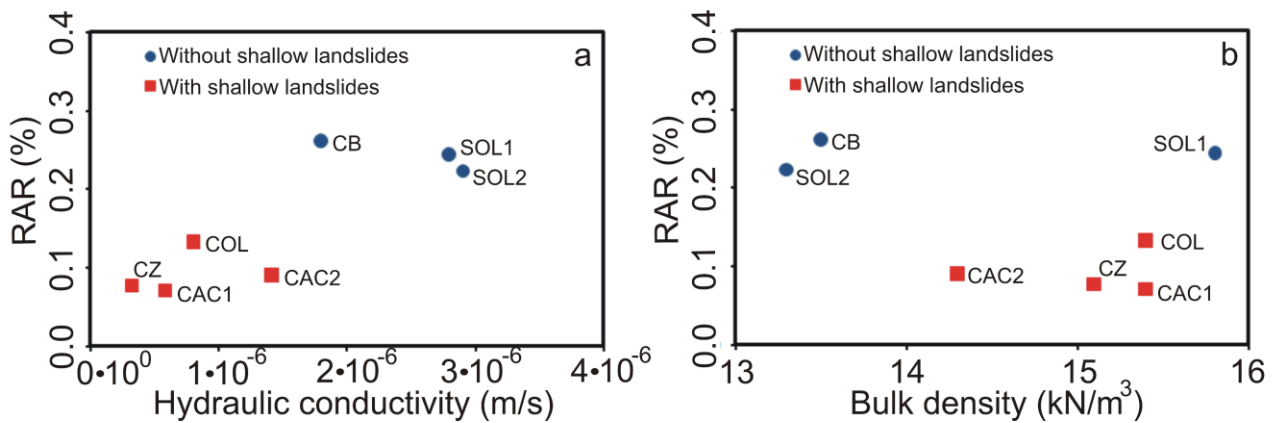 a
Without shallow landslides
With shallow landslides
RAR (%)
0.4
0.3
0.2
0.1
0.0
CB
SOL1
SOL2
COL
CZ
CAC1
CAC2
0•10⁰
1•10⁻⁶
2•10⁻⁶
3•10⁻⁶
4•10⁻⁶
Hydraulic conductivity (m/s)
b
Without shallow landslides
With shallow landslides
RAR (%)
0.4
0.3
0.2
0.1
0.0
CB
SOL1
SOL2
COL
CAC2
CZ
CAC1
13
14
15
16
Bulk density (kN/m³)